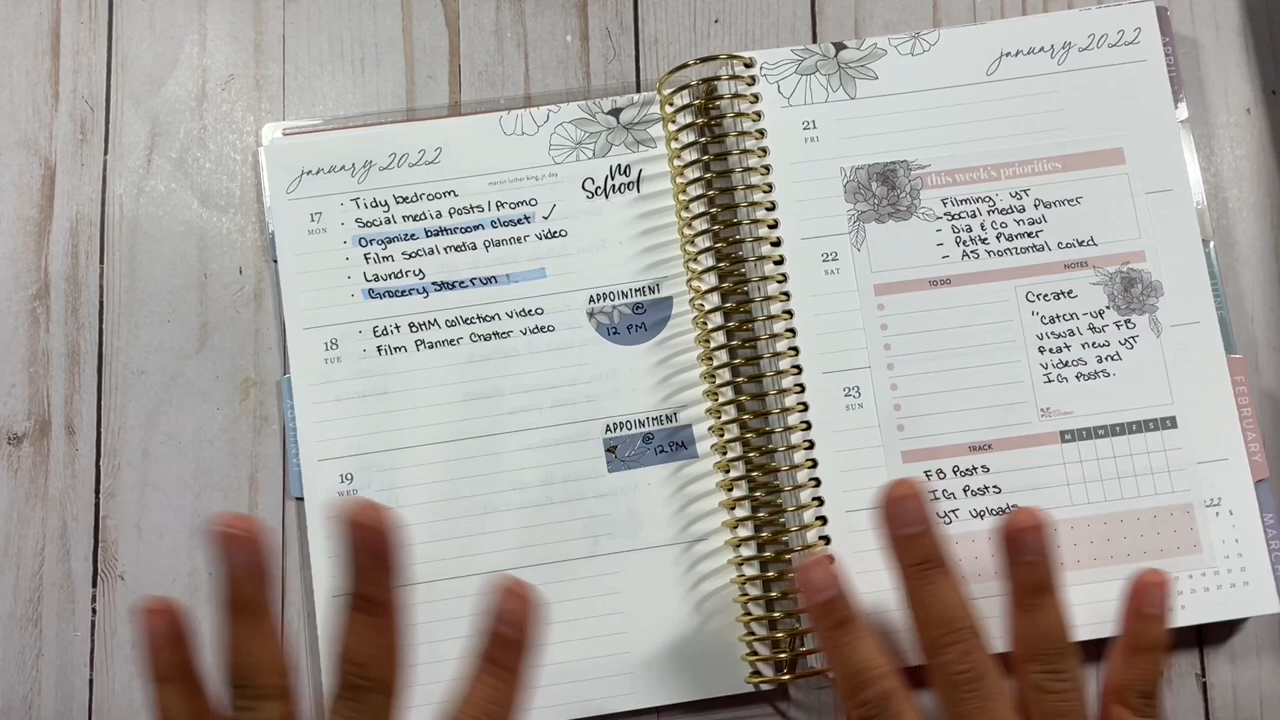 january 2022
martin luther king, jr. day
no
School
17
MON
• Tidy bedroom
• Social media posts/promo
• Organize bathroom closet ✓
• Film social media planner video
• Laundry
• Grocery store run
18
TUE
• Edit BHM collection video
• Film Planner Chatter video
APPOINTMENT
@
12 PM
APPOINTMENT
@
12 PM
19
WED
january 2022
21
FRI
22
SAT
23
SUN
this week's priorities
Filming: YT
- Social media Planner
- Dia & Co haul
- Petite Planner
- A5 horizontal coiled
TO DO
NOTES
Create
"catch-up"
visual for FB
feat new YT
videos and
IG Posts.
TRACK
M T W T F S S
FB Posts
IG Posts
YT Uploads
APRIL
JUNE
FEBRUARY
MARCH
JANUARY